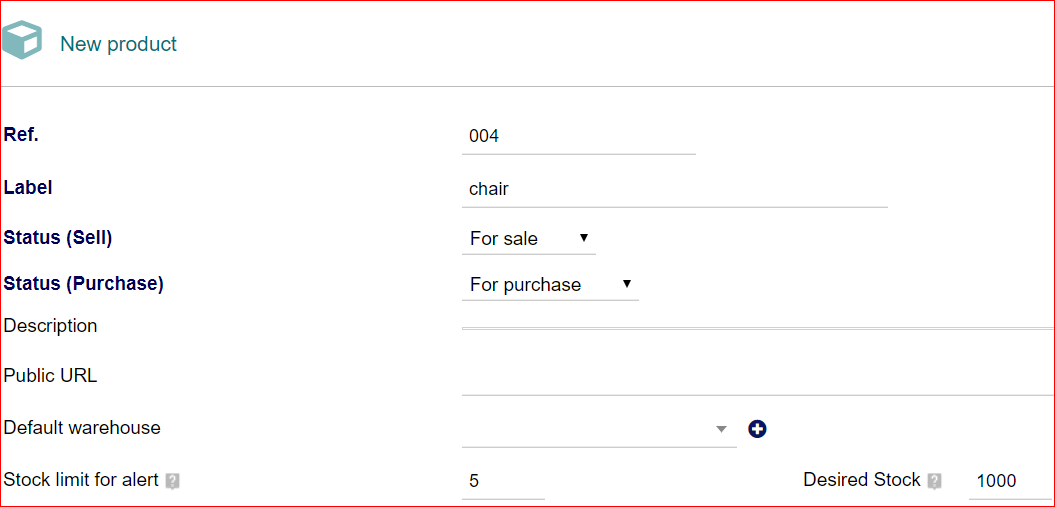 New product
Ref. 004
Label chair
Status (Sell) For sale
Status (Purchase) For purchase
Description
Public URL
Default warehouse
Stock limit for alert ? 5 Desired Stock ? 1000